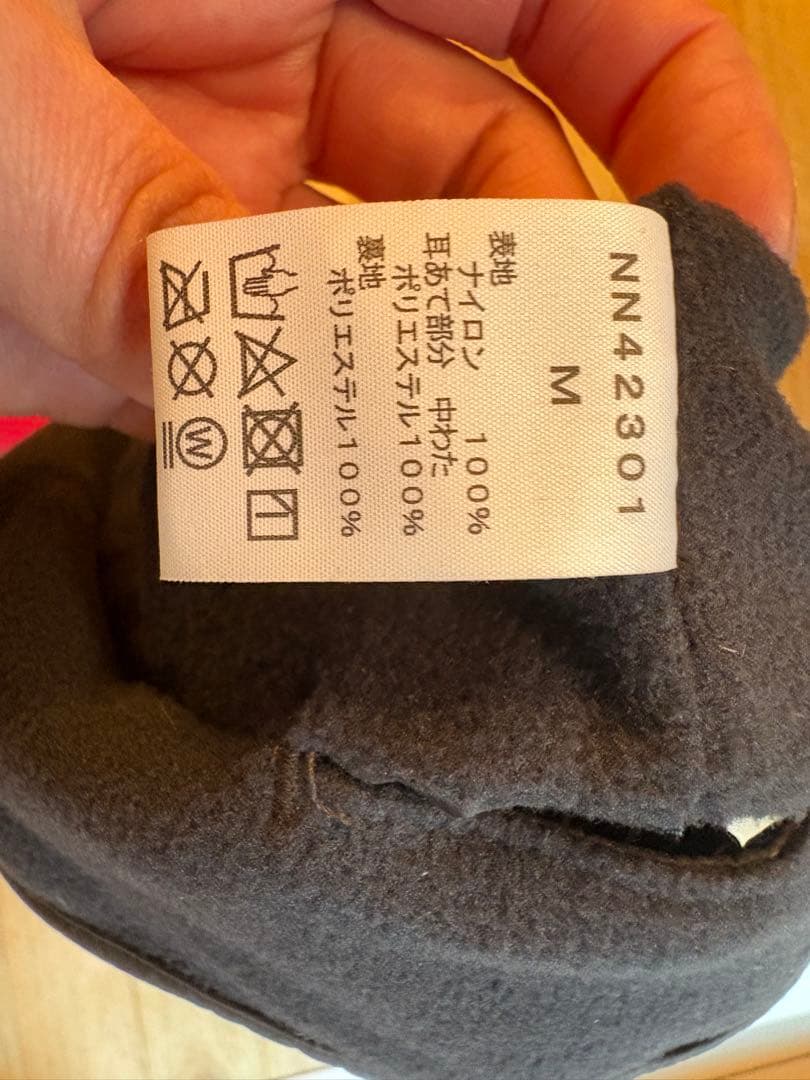 NN42301
M
表地
ナイロン 100%
耳あて部分 中わた
ポリエステル100%
裏地
ポリエステル100%
W